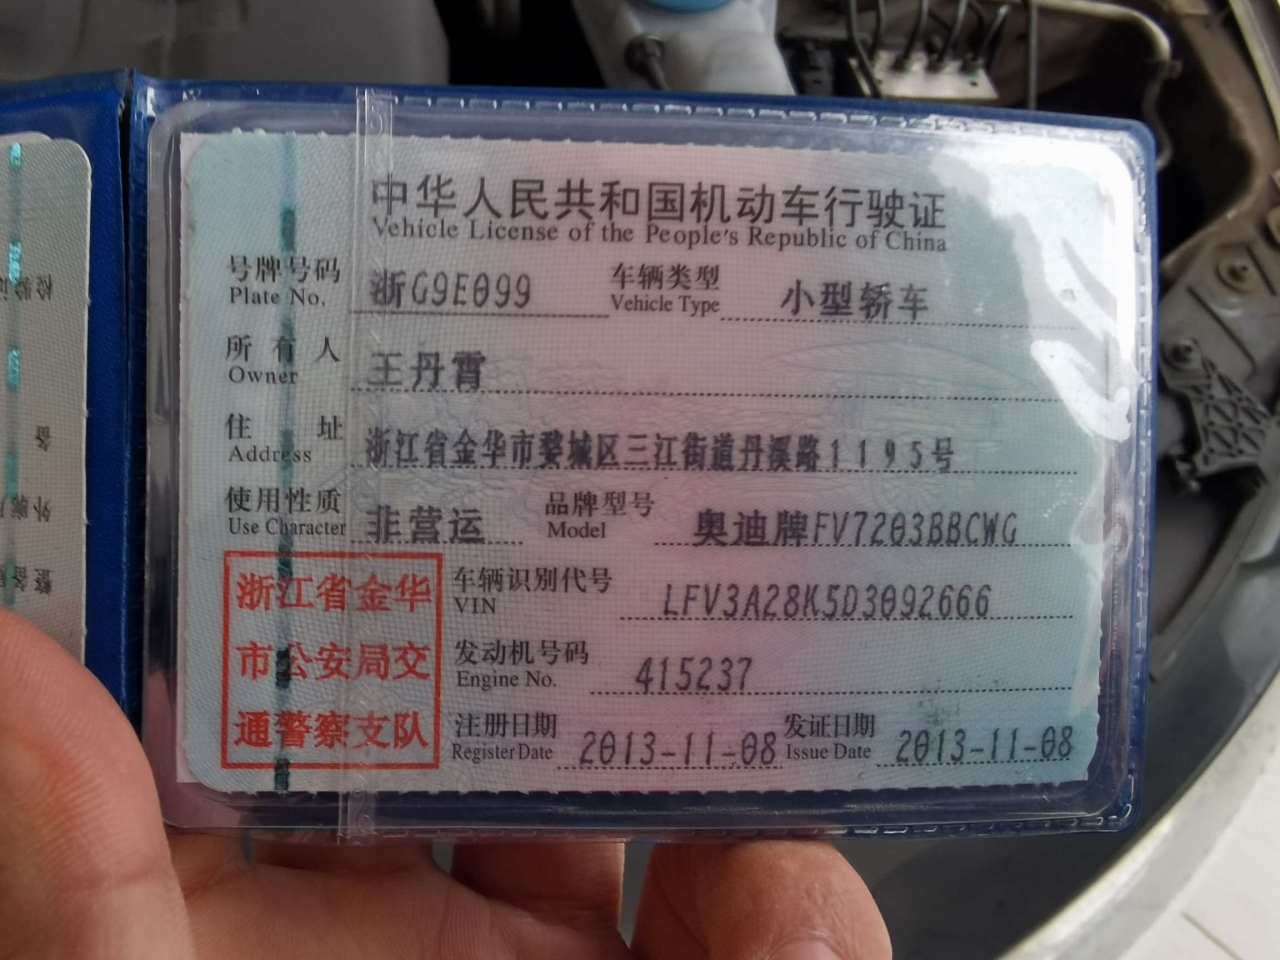 中华人民共和国机动车行驶证
Vehicle License of the People's Republic of China
号牌号码 浙G9E099 车辆类型 小型轿车
Plate No. Vehicle Type
所有人 王丹霄
Owner
住址 浙江省金华市婺城区三江街道丹溪路1195号
Address
使用性质 非营运 品牌型号 奥迪牌FV7203BBCWG
Use Character Model
浙江省金华
市公安局交
通警察支队
车辆识别代号 LFV3A28K5D3092666
VIN
发动机号码 415237
Engine No.
注册日期 2013-11-08 发证日期 2013-11-08
Register Date Issue Date